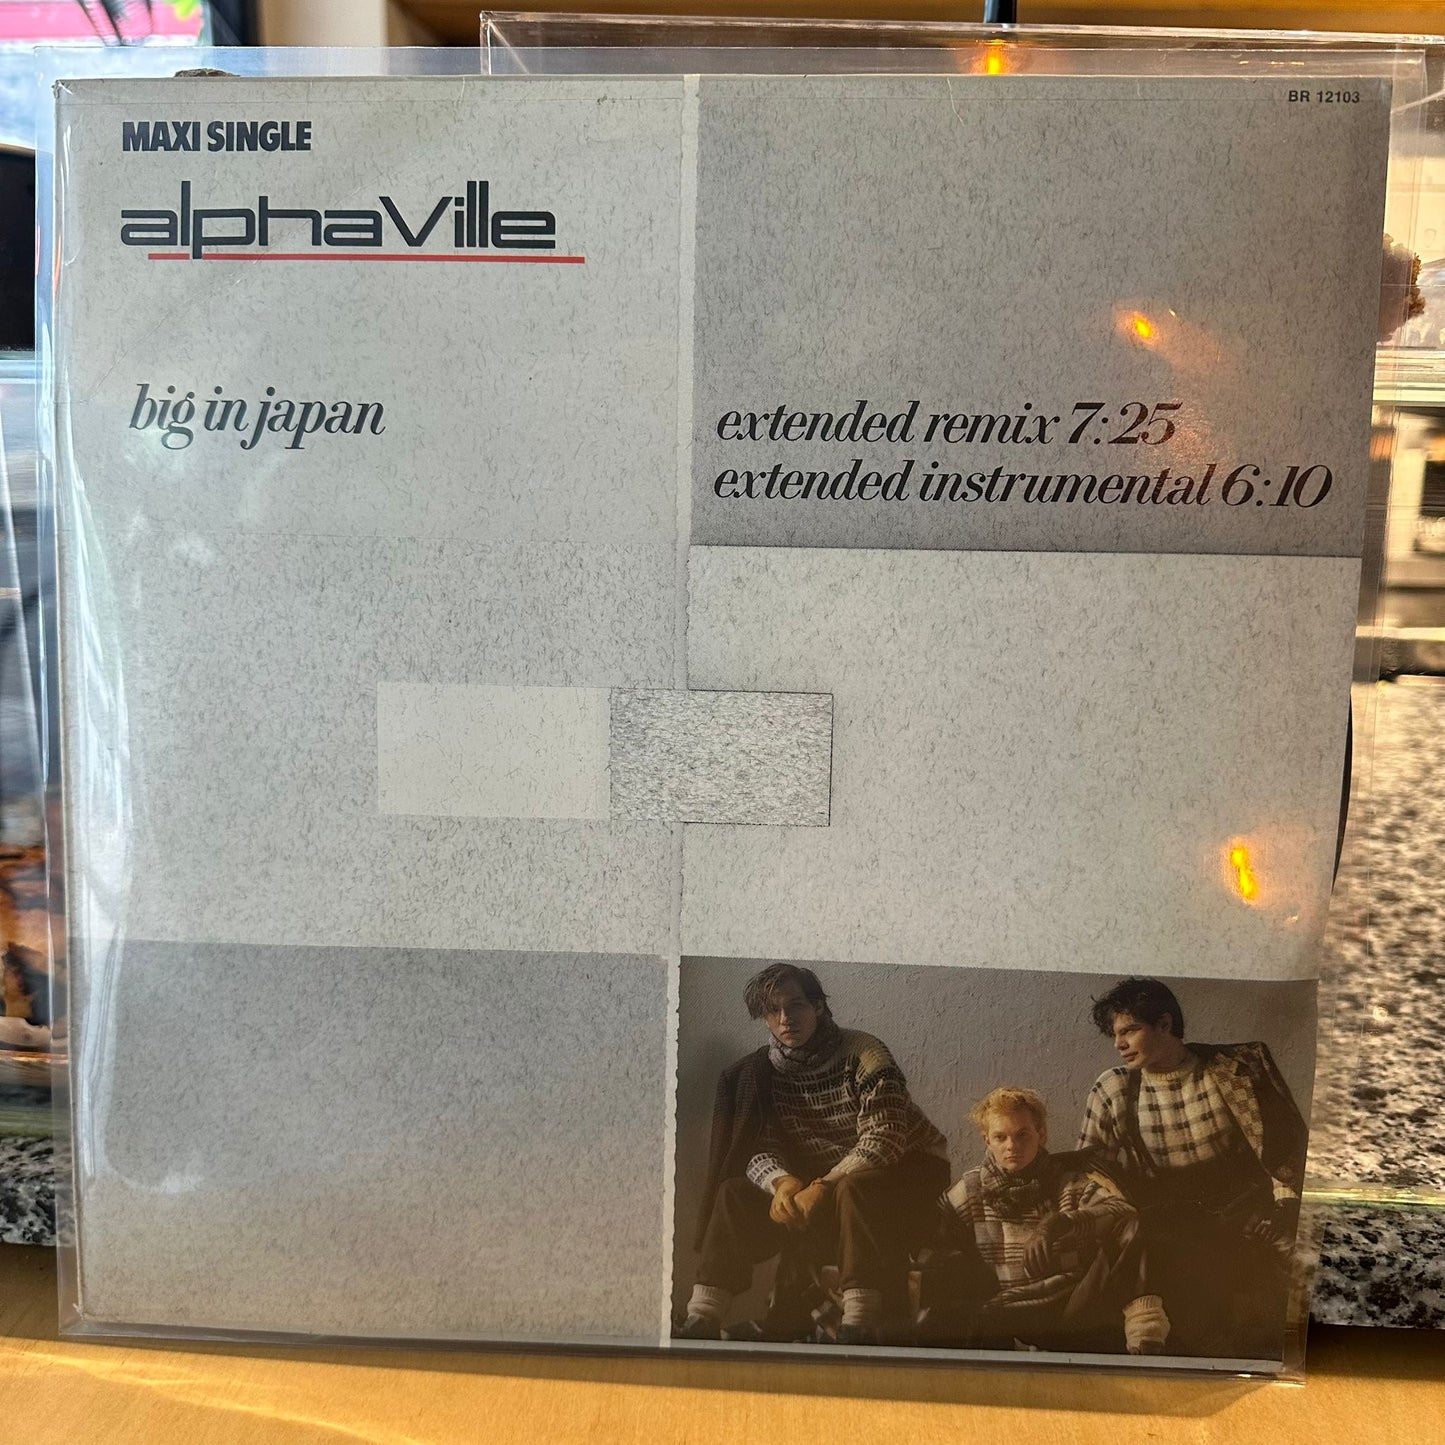 BR 12103
MAXI SINGLE
alphaville
big in japan
extended remix 7:25
extended instrumental 6:10